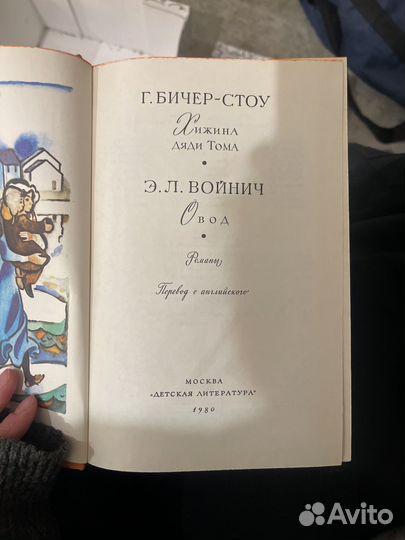 Г. БИЧЕР-СТОУ
ХИЖИНА
ДЯДИ ТОМА
•
Э. Л. ВОЙНИЧ
ОВОД
•
Романы
Перевод с английского
МОСКВА
«ДЕТСКАЯ ЛИТЕРАТУРА»
1980
Avito